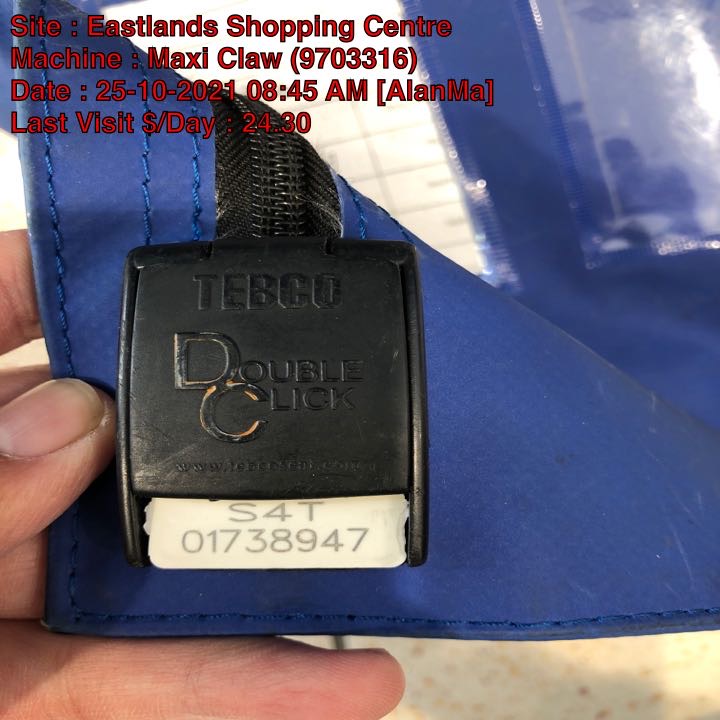 Site : Eastlands Shopping Centre
Machine : Maxi Claw (9703316)
Date : 25-10-2021 08:45 AM [AlanMa]
Last Visit $/Day : 24.30
TEBCO
DOUBLE
CLICK
S4T
01738947